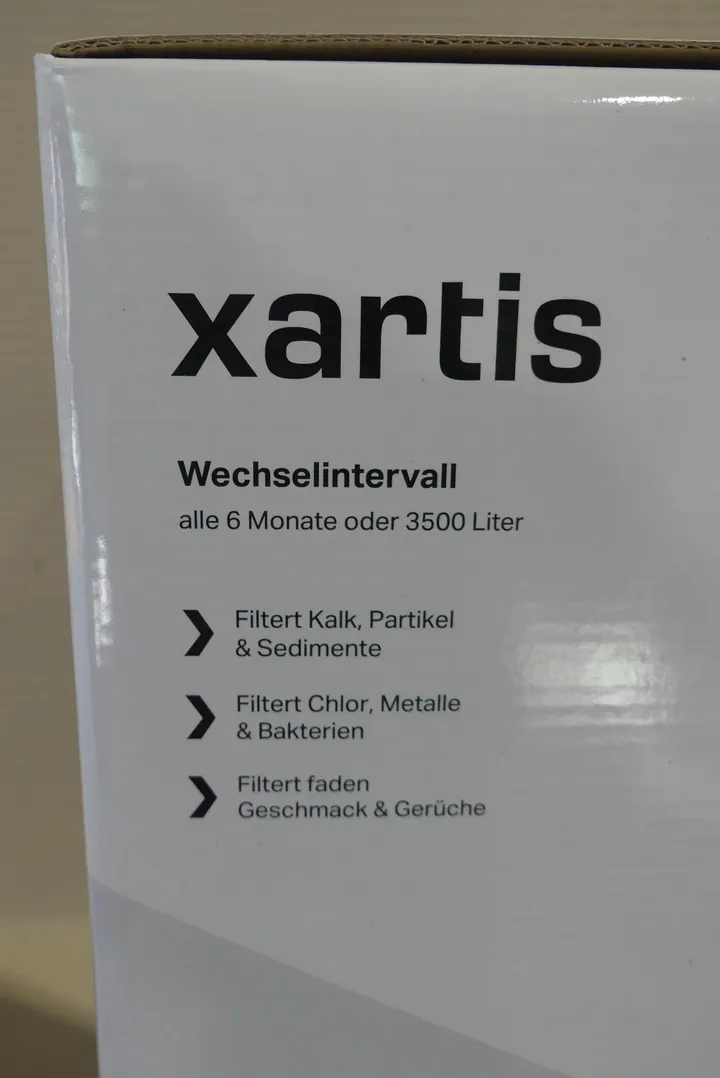 xartis
Wechselintervall
alle 6 Monate oder 3500 Liter
Filtert Kalk, Partikel
& Sedimente
Filtert Chlor, Metalle
& Bakterien
Filtert faden
Geschmack & Gerüche